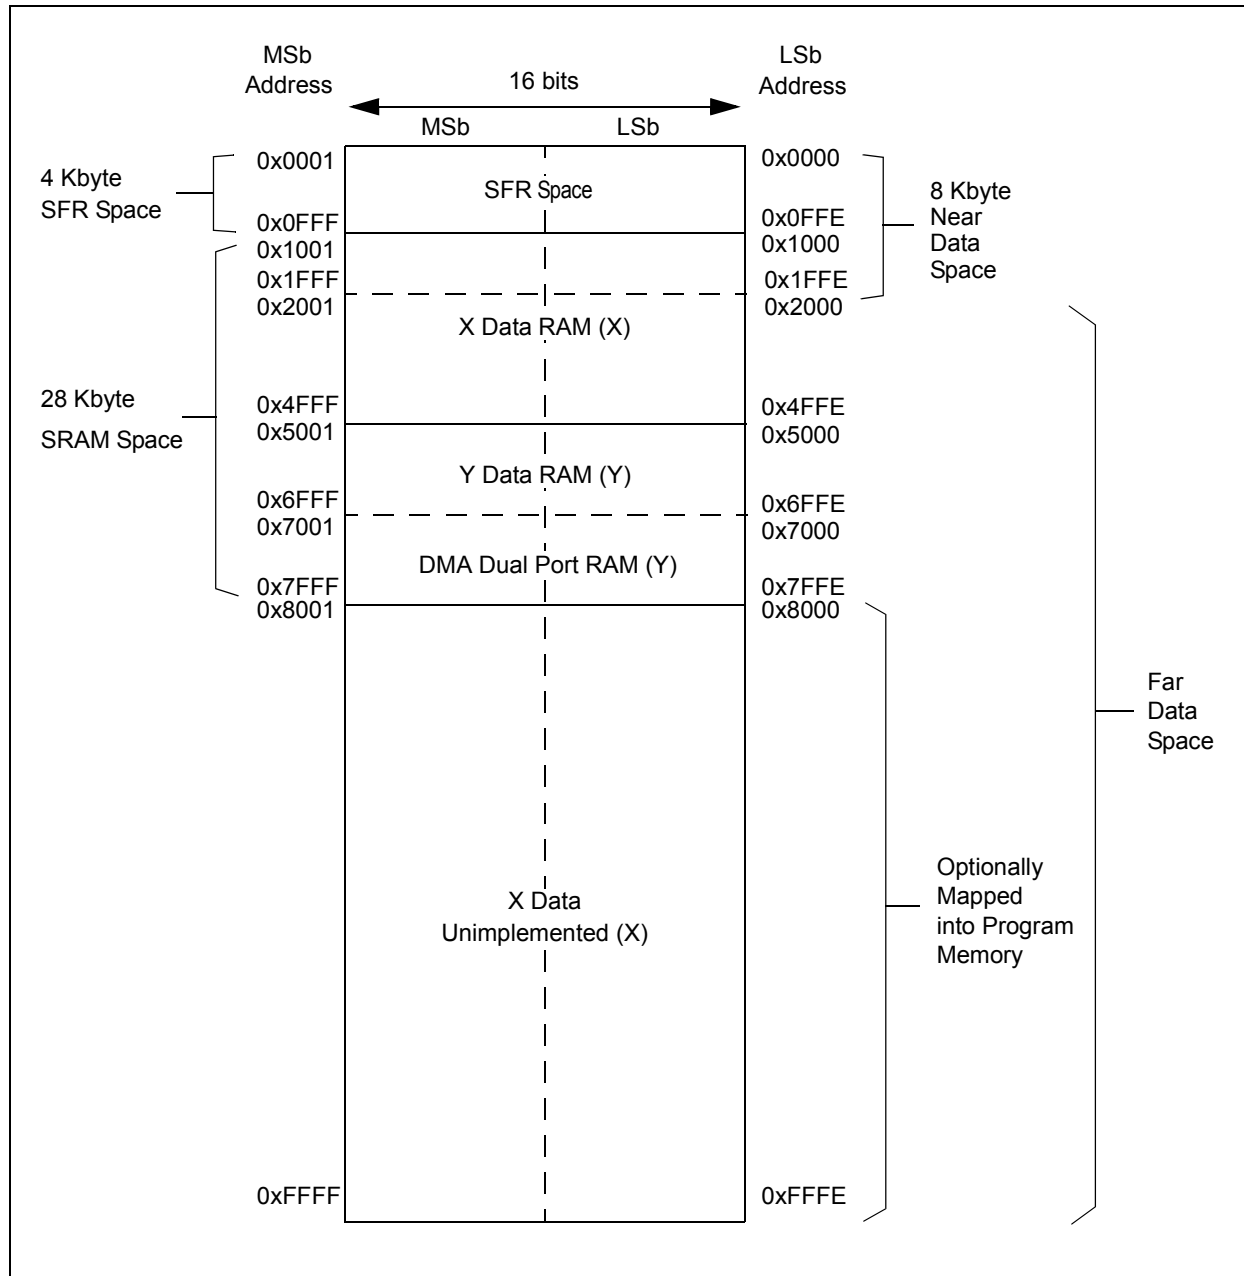 MSb
Address
16 bits
LSb
Address
MSb
LSb
0x0001
0x0000
4 Kbyte
SFR Space
SFR Space
8 Kbyte
Near
Data
Space
0x0FFF
0x0FFE
0x1001
0x1000
0x1FFF
0x1FFE
0x2001
0x2000
X Data RAM (X)
28 Kbyte
SRAM Space
0x4FFF
0x4FFE
0x5001
0x5000
Y Data RAM (Y)
0x6FFF
0x6FFE
0x7001
0x7000
DMA Dual Port RAM (Y)
0x7FFF
0x7FFE
0x8001
0x8000
Far
Data
Space
X Data
Unimplemented (X)
Optionally
Mapped
into Program
Memory
0xFFFF
0xFFFE